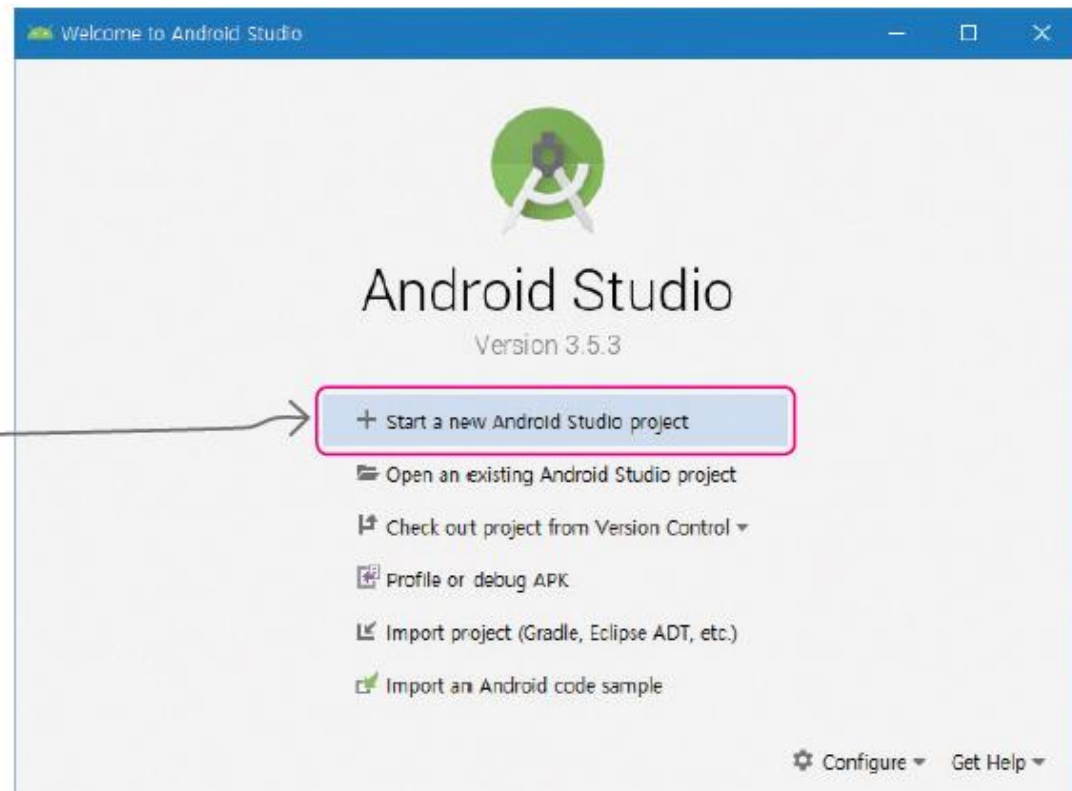 Welcome to Android Studio
Android Studio
Version 3.5.3
Start a new Android Studio project
Open an existing Android Studio project
Check out project from Version Control
Profile or debug APK
Import project (Gradle, Eclipse ADT, etc.)
Import an Android code sample
Configure Get Help